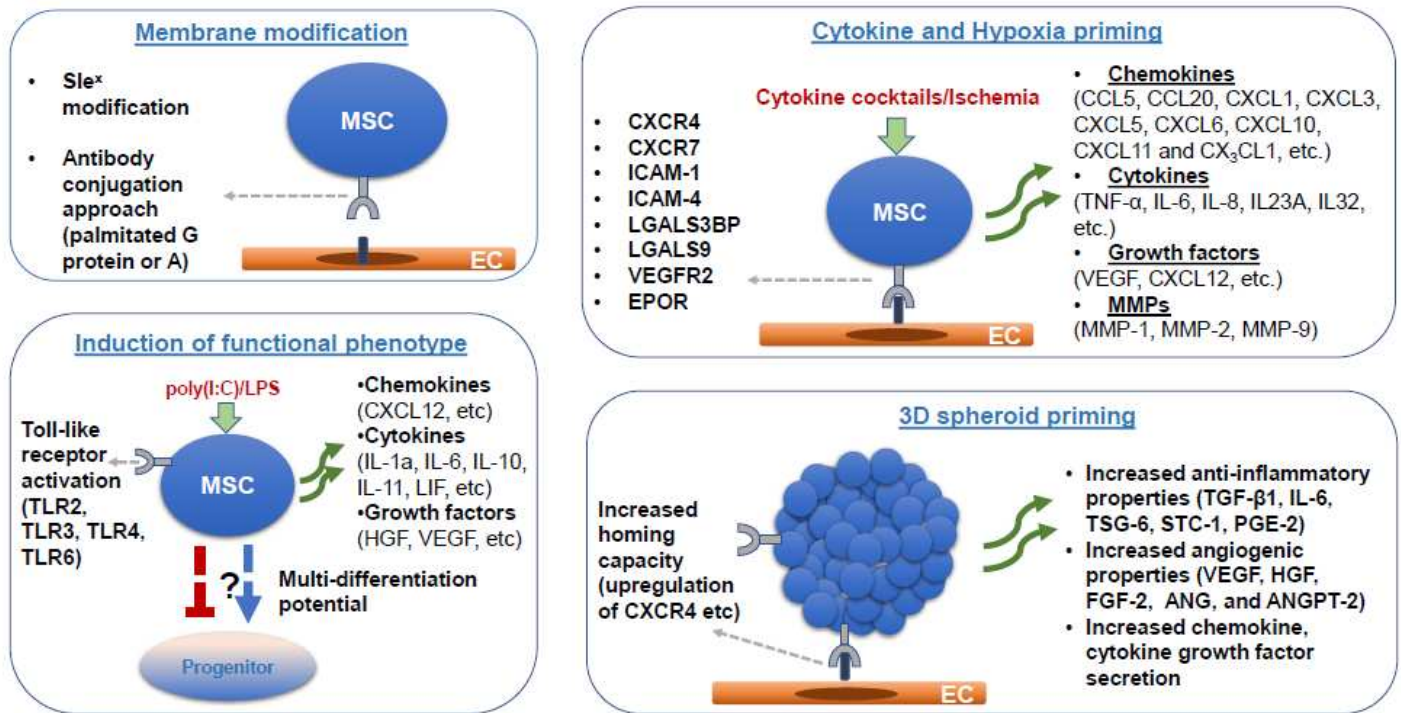 Membrane modification
• Sleˣ
modification
• Antibody
conjugation
approach
(palmitated G
protein or A)
MSC
EC
Cytokine and Hypoxia priming
Cytokine cocktails/Ischemia
• CXCR4
• CXCR7
• ICAM-1
• ICAM-4
• LGALS3BP
• LGALS9
• VEGFR2
• EPOR
MSC
EC
• Chemokines
(CCL5, CCL20, CXCL1, CXCL3,
CXCL5, CXCL6, CXCL10,
CXCL11 and CX₃CL1, etc.)
• Cytokines
(TNF-α, IL-6, IL-8, IL23A, IL32,
etc.)
• Growth factors
(VEGF, CXCL12, etc.)
• MMPs
(MMP-1, MMP-2, MMP-9)
Induction of functional phenotype
poly(I:C)/LPS
Toll-like
receptor
activation
(TLR2,
TLR3, TLR4,
TLR6)
MSC
•Chemokines
(CXCL12, etc)
•Cytokines
(IL-1a, IL-6, IL-10,
IL-11, LIF, etc)
•Growth factors
(HGF, VEGF, etc)
?
Multi-differentiation
potential
Progenitor
3D spheroid priming
Increased
homing
capacity
(upregulation
of CXCR4 etc)
EC
• Increased anti-inflammatory
properties (TGF-β1, IL-6,
TSG-6, STC-1, PGE-2)
• Increased angiogenic
properties (VEGF, HGF,
FGF-2, ANG, and ANGPT-2)
• Increased chemokine,
cytokine growth factor
secretion